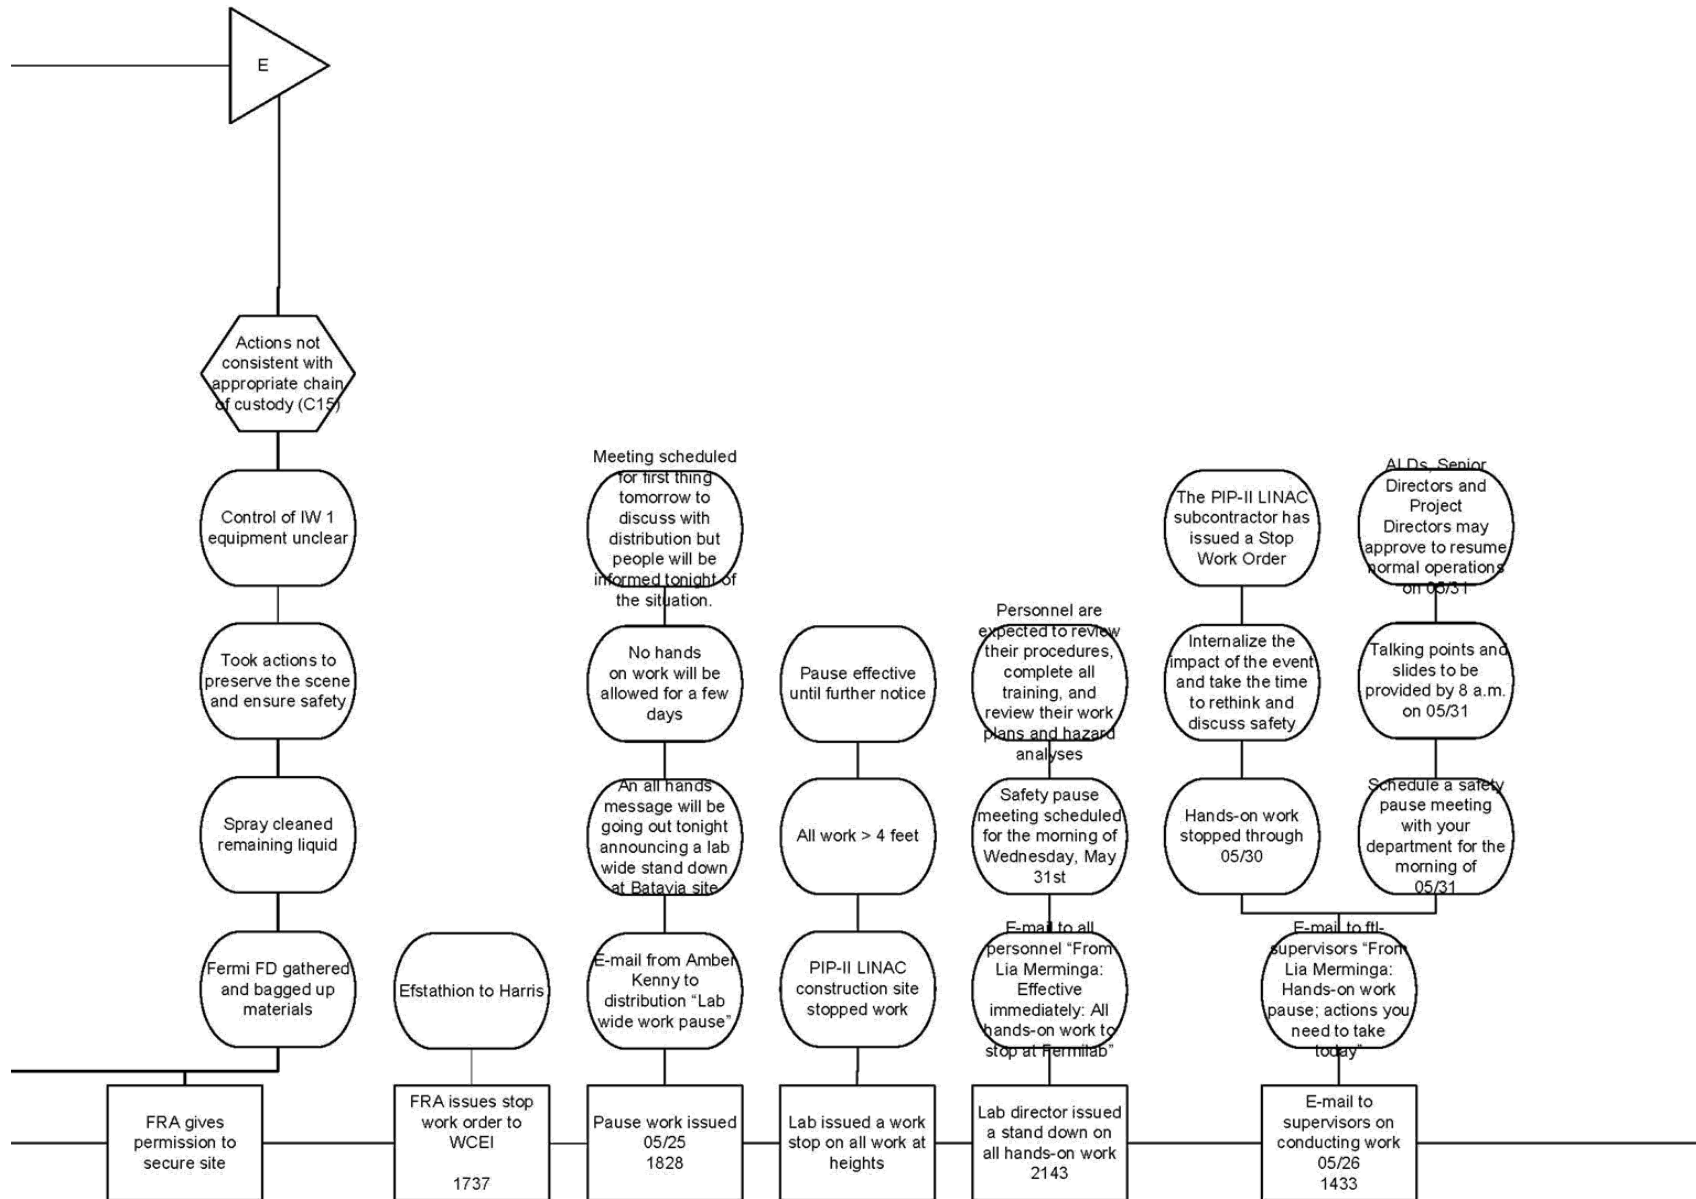 E
Actions not
consistent with
appropriate chain
of custody (C15)
Control of IW 1
equipment unclear
Took actions to
preserve the scene
and ensure safety
Spray cleaned
remaining liquid
Fermi FD gathered
and bagged up
materials
FRA gives
permission to
secure site
Efstathion to Harris
FRA issues stop
work order to
WCEI
1737
Meeting scheduled
for first thing
tomorrow to
discuss with
distribution but
people will be
informed tonight of
the situation.
No hands
on work will be
allowed for a few
days
An all hands
message will be
going out tonight
announcing a lab
wide stand down
at Batavia site
E-mail from Amber
Kenny to
distribution “Lab
wide work pause”
Pause work issued
05/25
1828
Pause effective
until further notice
All work > 4 feet
PIP-II LINAC
construction site
stopped work
Lab issued a work
stop on all work at
heights
Personnel are
expected to review
their procedures,
complete all
training, and
review their work
plans and hazard
analyses
Safety pause
meeting scheduled
for the morning of
Wednesday, May
31st
E-mail to all
personnel “From
Lia Merminga:
Effective
immediately: All
hands-on work to
stop at Fermilab”
Lab director issued
a stand down on
all hands-on work
2143
The PIP-II LINAC
subcontractor has
issued a Stop
Work Order
Internalize the
impact of the event
and take the time
to rethink and
discuss safety
Hands-on work
stopped through
05/30
ALDs, Senior
Directors and
Project
Directors may
approve to resume
normal operations
on 05/31
Talking points and
slides to be
provided by 8 a.m.
on 05/31
Schedule a safety
pause meeting
with your
department for the
morning of
05/31
E-mail to ftl-
supervisors “From
Lia Merminga:
Hands-on work
pause; actions you
need to take
today”
E-mail to
supervisors on
conducting work
05/26
1433